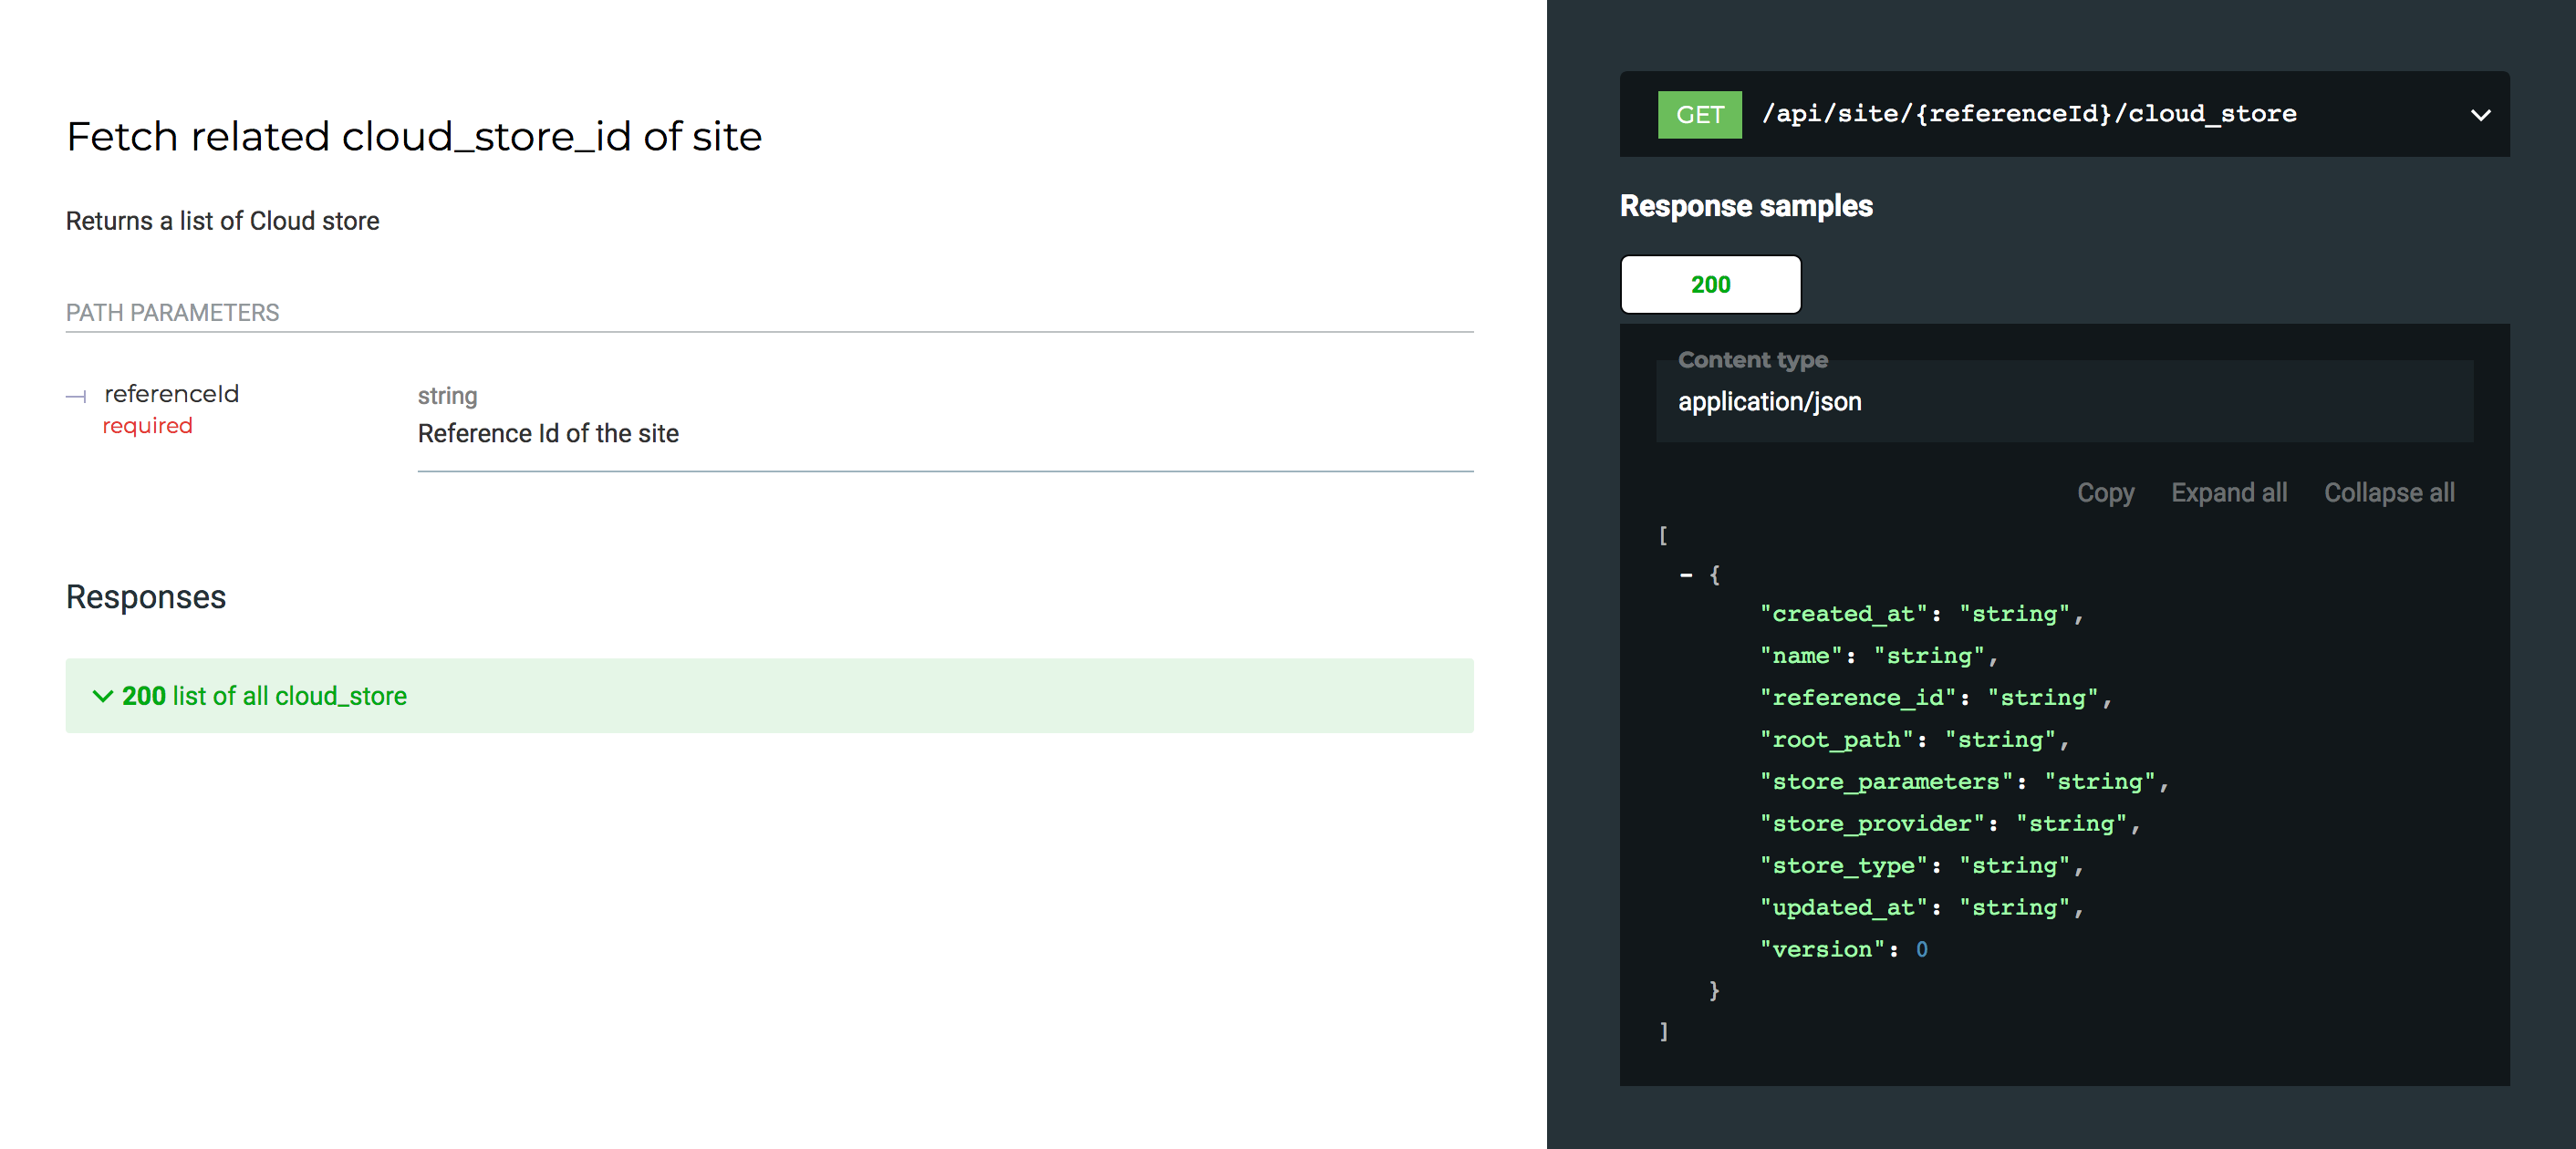 Fetch related cloud_store_id of site
Returns a list of Cloud store
PATH PARAMETERS
referenceId
required
string
Reference Id of the site
Responses
200 list of all cloud_store
GET /api/site/{referenceId}/cloud_store
Response samples
200
Content type
application/json
Copy Expand all Collapse all
[
- {
"created_at": "string",
"name": "string",
"reference_id": "string",
"root_path": "string",
"store_parameters": "string",
"store_provider": "string",
"store_type": "string",
"updated_at": "string",
"version": 0
}
]